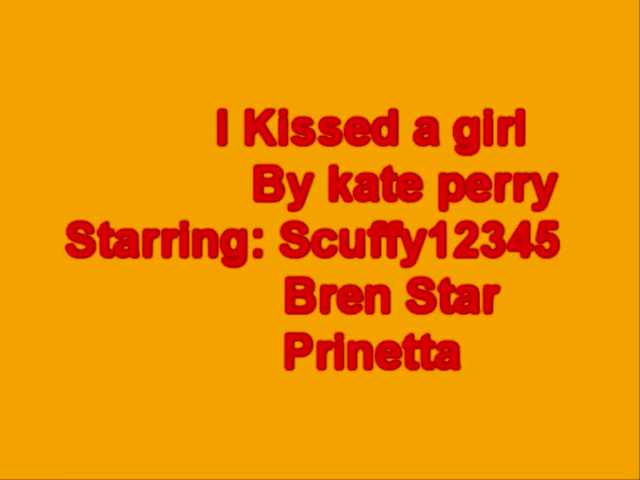 I Kissed a girl
By kate perry
Starring: Scuffy12345
Bren Star
Prinetta